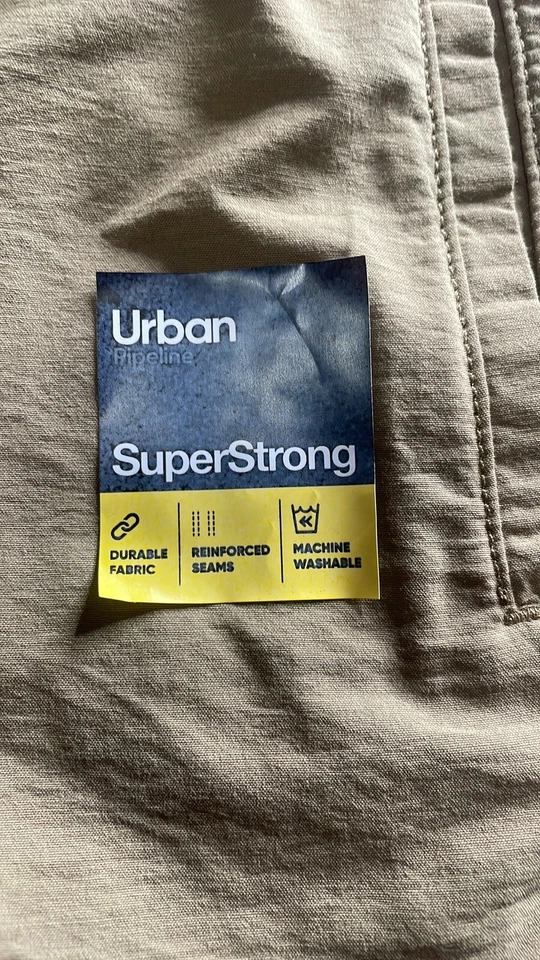 Urban
Pipeline
SuperStrong
DURABLE
FABRIC
REINFORCED
SEAMS
MACHINE
WASHABLE